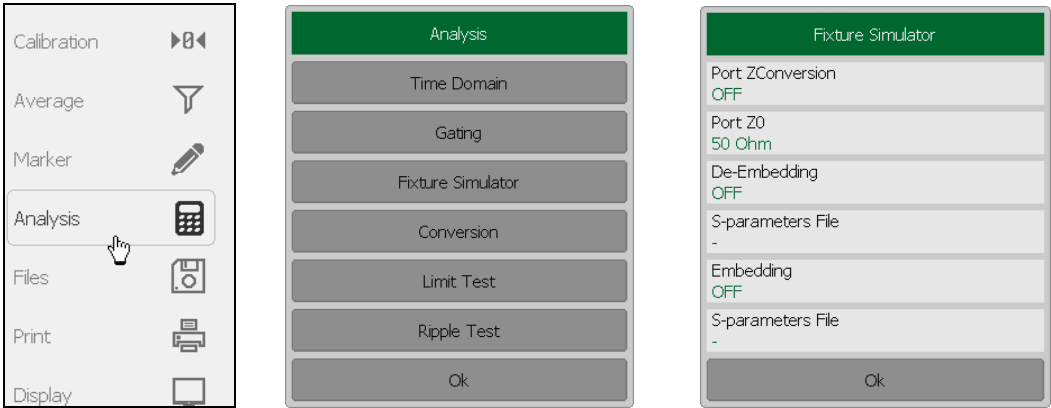 Calibration
Average
Marker
Analysis
Files
Print
Display
Analysis
Time Domain
Gating
Fixture Simulator
Conversion
Limit Test
Ripple Test
Ok
Fixture Simulator
Port ZConversion
OFF
Port Z0
50 Ohm
De-Embedding
OFF
S-parameters File
-
Embedding
OFF
S-parameters File
-
Ok